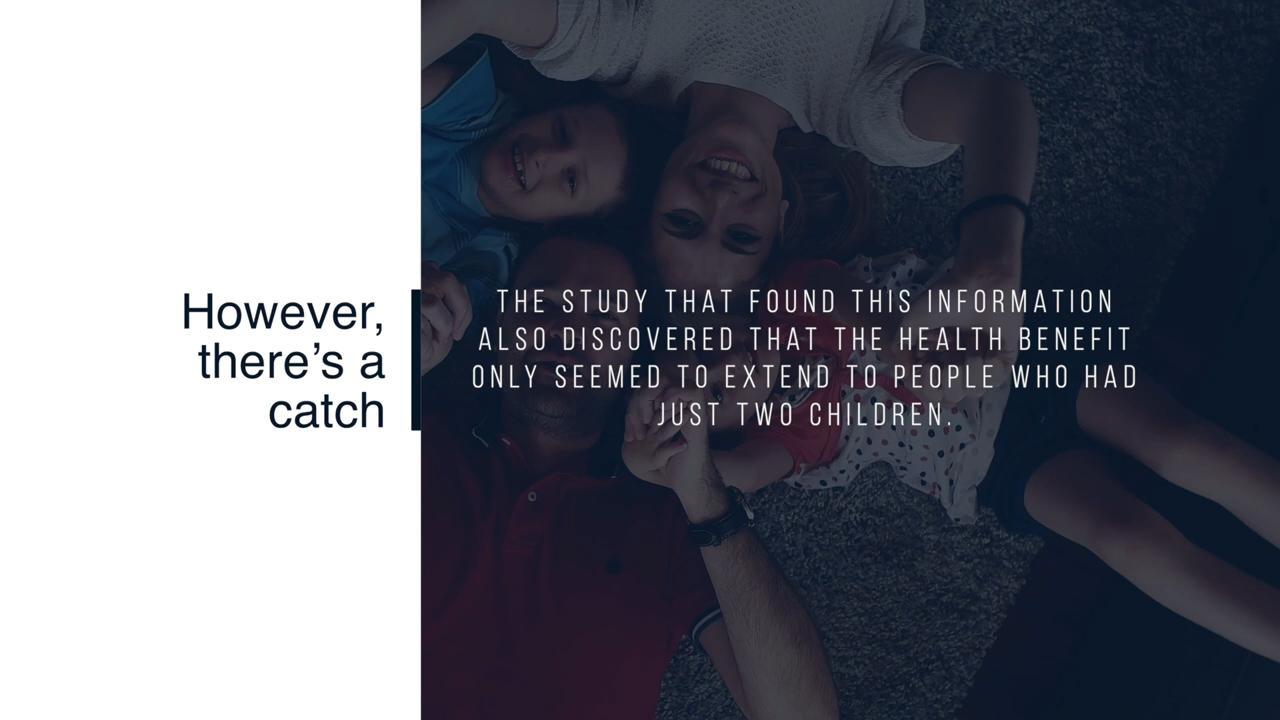 However,
there’s a
catch
THE STUDY THAT FOUND THIS INFORMATION
ALSO DISCOVERED THAT THE HEALTH BENEFIT
ONLY SEEMED TO EXTEND TO PEOPLE WHO HAD
JUST TWO CHILDREN.